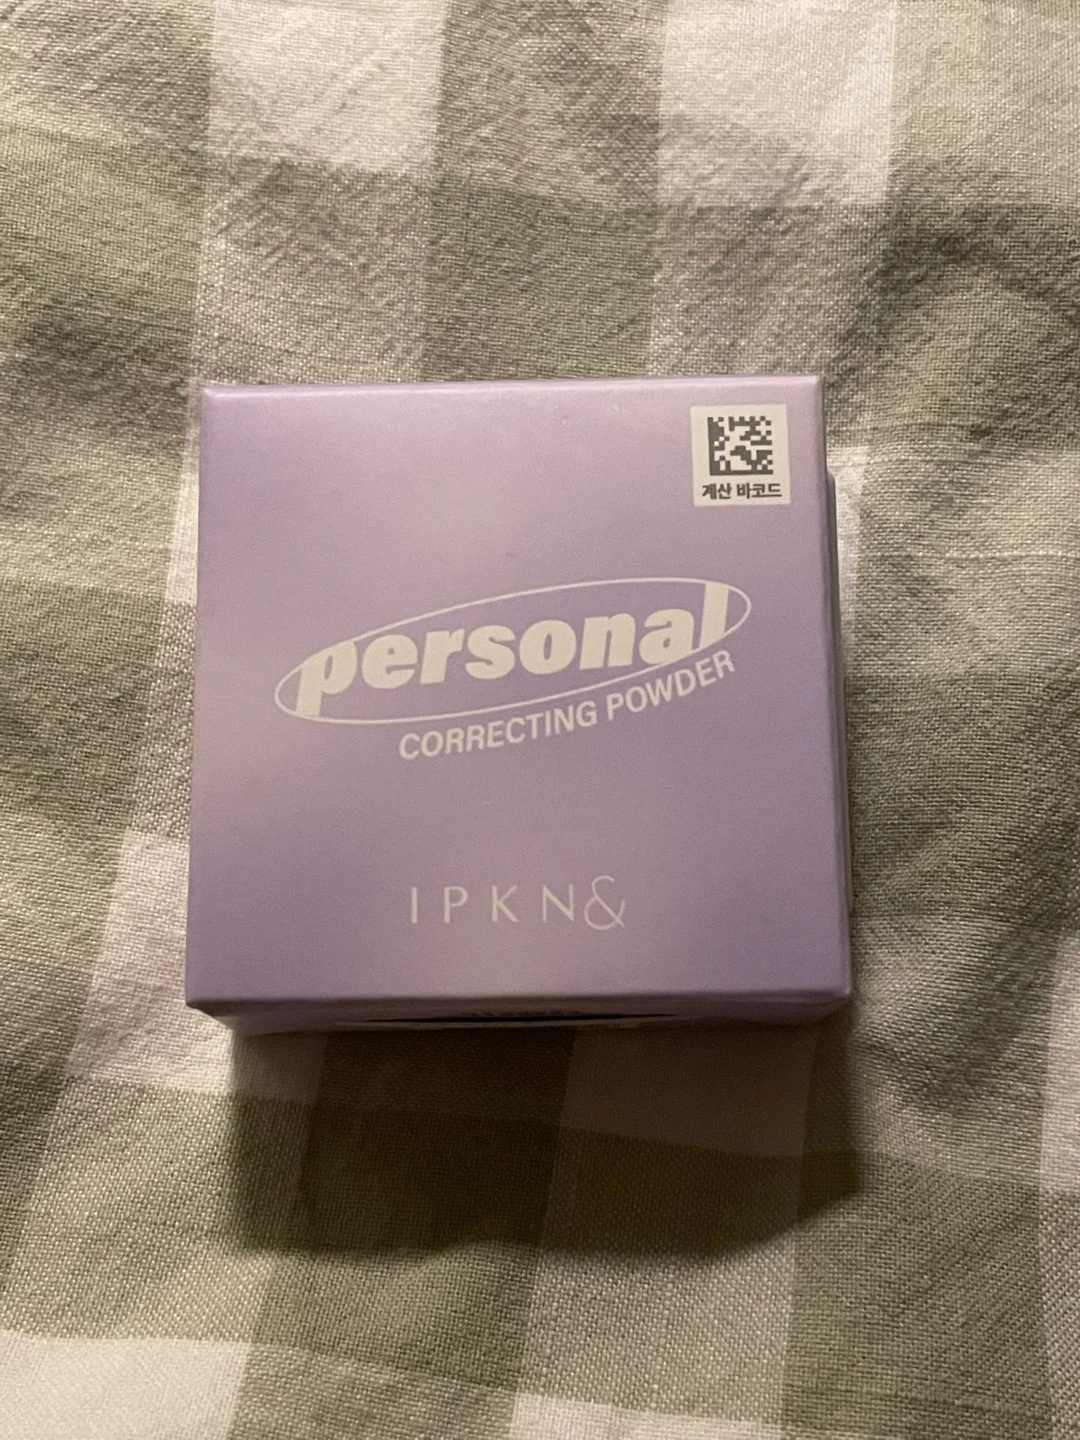 계산 바코드
personal
CORRECTING POWDER
IPKN&